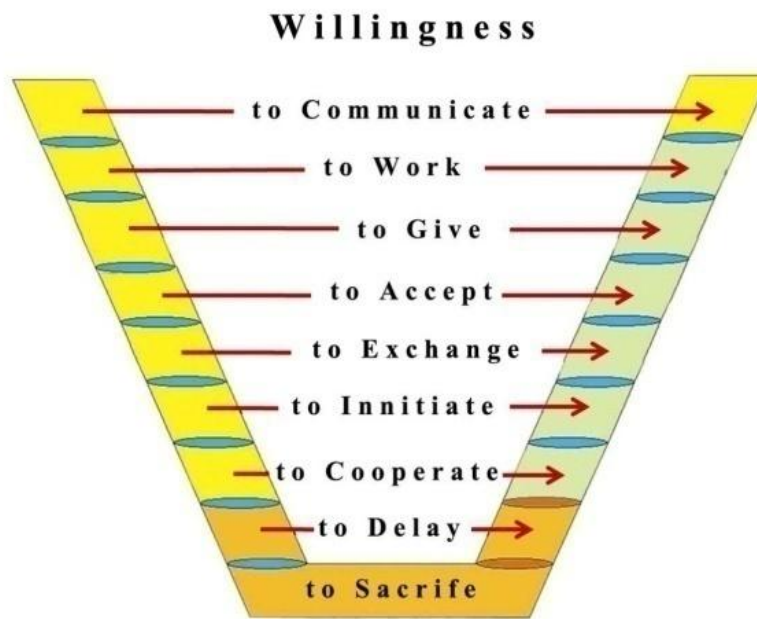 Willingness
to Communicate
to Work
to Give
to Accept
to Exchange
to Innitiate
to Cooperate
to Delay
to Sacrife